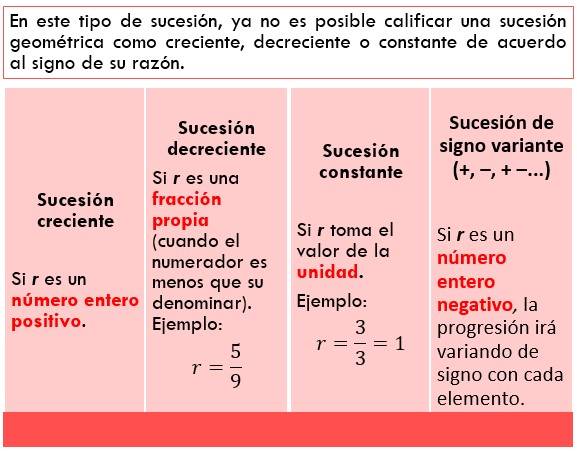 En este tipo de sucesión, ya no es posible calificar una sucesión
geométrica como creciente, decreciente o constante de acuerdo
al signo de su razón.
Sucesión
creciente
Si r es un
número entero
positivo.
Sucesión
decreciente
Si r es una
fracción
propia
(cuando el
numerador es
menos que su
denominar).
Ejemplo:
r = 5/9
Sucesión
constante
Si r toma el
valor de la
unidad.
Ejemplo:
r = 3/3 = 1
Sucesión de
signo variante
(+, –, + –...)
Si r es un
número
entero
negativo, la
progresión irá
variando de
signo con cada
elemento.